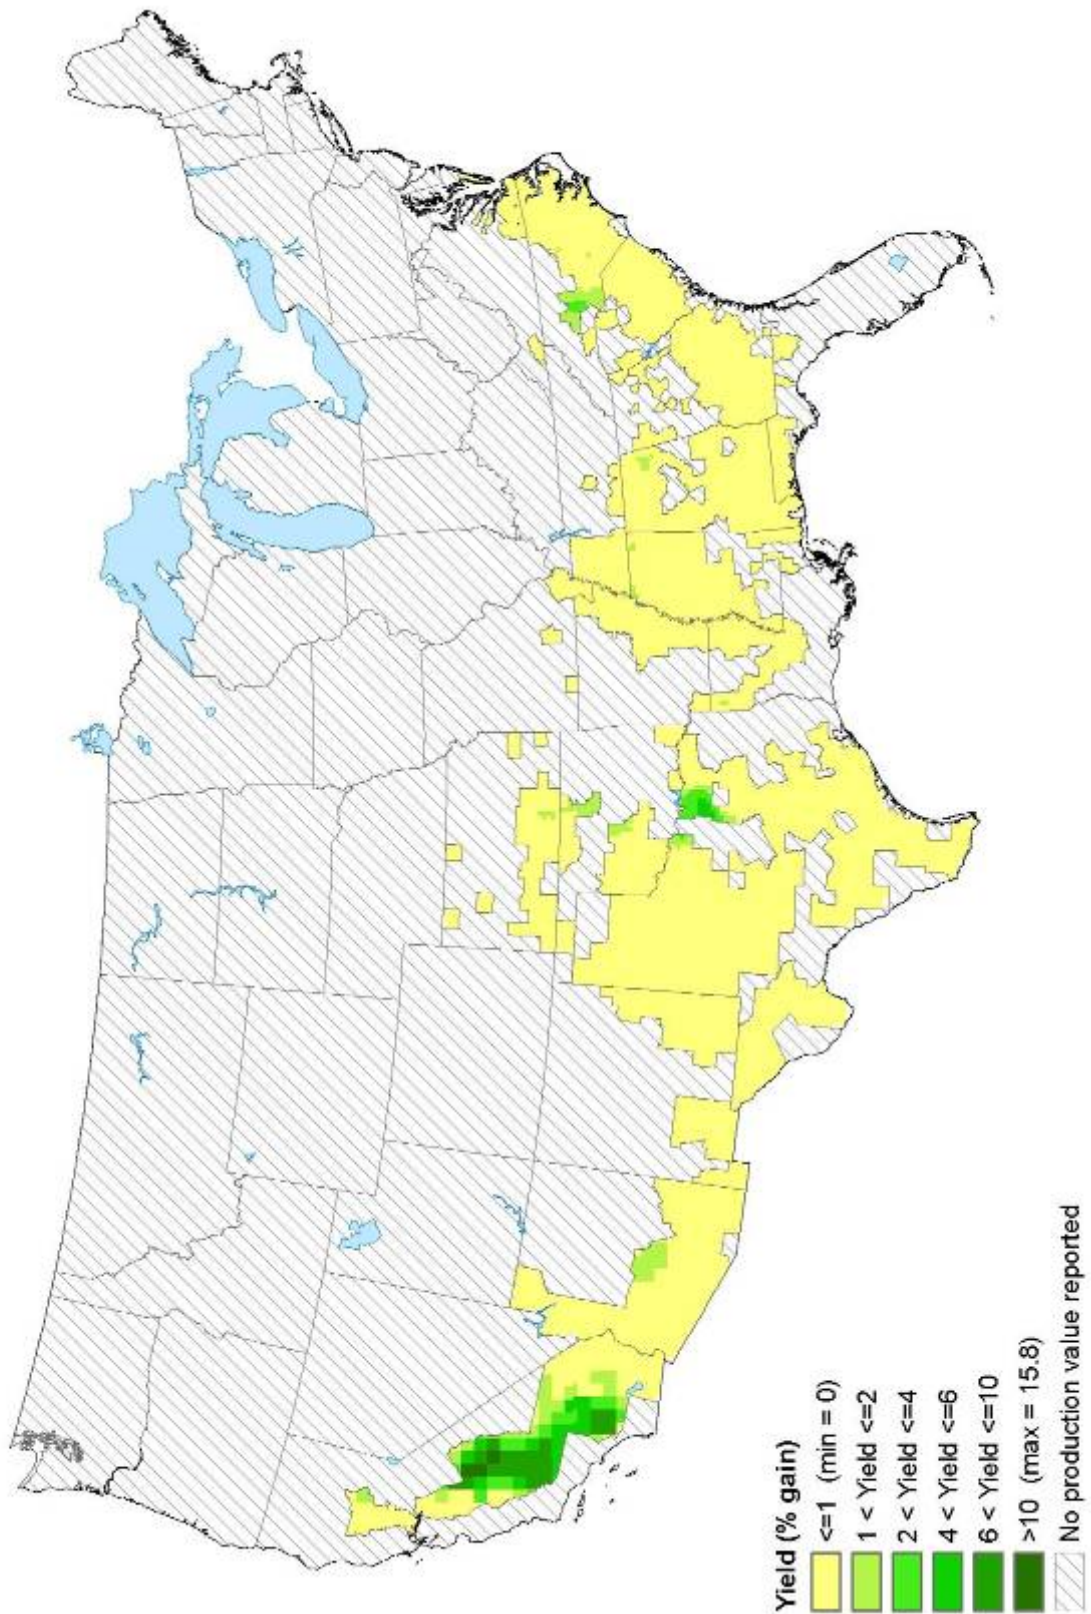 Yield (% gain)
<=1 (min = 0)
1 < Yield <=2
2 < Yield <=4
4 < Yield <=6
6 < Yield <=10
>10 (max = 15.8)
No production value reported